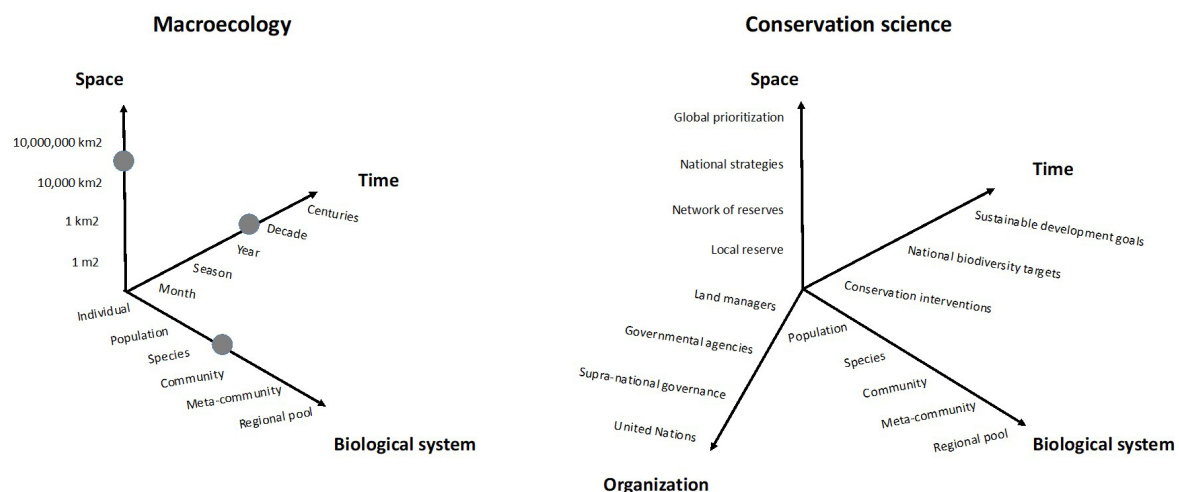 Macroecology
Space
10,000,000 km2
10,000 km2
1 km2
1 m2
Time
Centuries
Decade
Year
Season
Month
Individual
Population
Species
Community
Meta-community
Regional pool
Biological system
Conservation science
Space
Global prioritization
National strategies
Network of reserves
Local reserve
Time
Sustainable development goals
National biodiversity targets
Conservation interventions
Land managers
Governmental agencies
Supra-national governance
United Nations
Organization
Population
Species
Community
Meta-community
Regional pool
Biological system